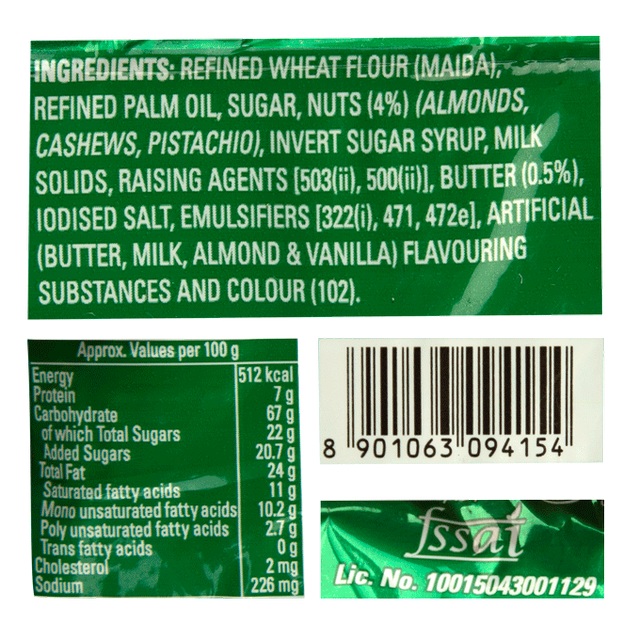 INGREDIENTS: REFINED WHEAT FLOUR (MAIDA),
REFINED PALM OIL, SUGAR, NUTS (4%) (ALMONDS,
CASHEWS, PISTACHIO), INVERT SUGAR SYRUP, MILK
SOLIDS, RAISING AGENTS [503(ii), 500(ii)], BUTTER (0.5%),
IODISED SALT, EMULSIFIERS [322(i), 471, 472e], ARTIFICIAL
(BUTTER, MILK, ALMOND & VANILLA) FLAVOURING
SUBSTANCES AND COLOUR (102).
Approx. Values per 100 g
Energy 512 kcal
Protein 7 g
Carbohydrate 67 g
of which Total Sugars 22 g
Added Sugars 20.7 g
Total Fat 24 g
Saturated fatty acids 11 g
Mono unsaturated fatty acids 10.2 g
Poly unsaturated fatty acids 2.7 g
Trans fatty acids 0 g
Cholesterol 2 mg
Sodium 226 mg
8 901063 094154
fssai
Lic. No. 10015043001129